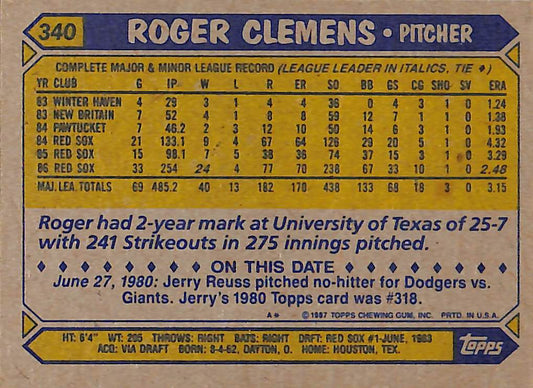 340 ROGER CLEMENS • PITCHER
COMPLETE MAJOR & MINOR LEAGUE RECORD (LEAGUE LEADER IN ITALICS, TIE ♦)
YR CLUB G IP W L R ER SO BB GS CG SHO SV ERA
83 WINTER HAVEN 4 29 3 1 4 4 36 0 4 3 1 0 1.24
83 NEW BRITAIN 7 52 4 1 8 8 59 12 7 1 1 0 1.38
84 PAWTUCKET 7 46.2 2 3 12 10 50 14 6 3 1 0 1.93
84 RED SOX 21 133.1 9 4 67 64 126 29 20 5 1 0 4.32
85 RED SOX 15 98.1 7 5 38 36 74 37 15 3 1 0 3.29
86 RED SOX 33 254 24 4 77 70 238 67 33 10 1 0 2.48
MAJ. LEA. TOTALS 69 485.2 40 13 182 170 438 133 68 18 3 0 3.15
Roger had 2-year mark at University of Texas of 25-7
with 241 Strikeouts in 275 innings pitched.
♦ ♦ ♦ ♦ ♦ ♦ ♦ ♦ ON THIS DATE ♦ ♦ ♦ ♦ ♦ ♦ ♦ ♦
June 27, 1980: Jerry Reuss pitched no-hitter for Dodgers vs.
Giants. Jerry's 1980 Topps card was #318.
A* © 1987 TOPPS CHEWING GUM, INC. PRTD. IN U.S.A.
HT: 6'4" WT: 205 THROWS: RIGHT BATS: RIGHT DRFT: RED SOX #1-JUNE, 1983
ACQ: VIA DRAFT BORN: 8-4-62, DAYTON, O. HOME: HOUSTON, TEX.
Topps